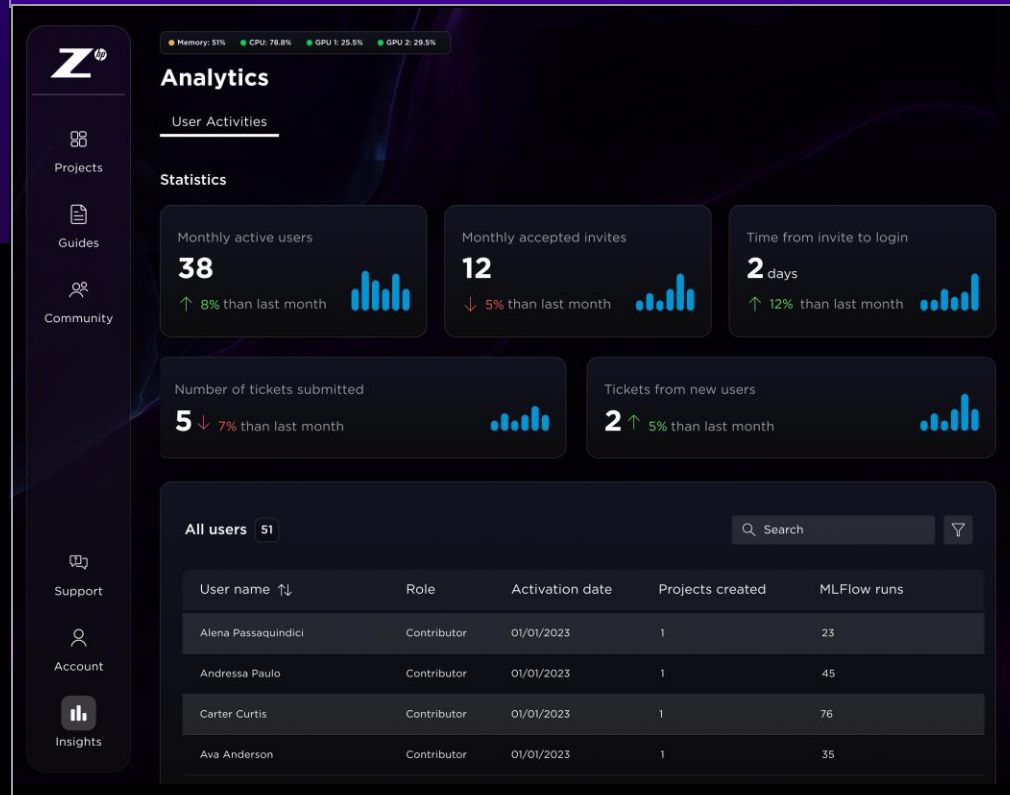 Z hp
Memory: 51% CPU: 78.8% GPU 1: 25.5% GPU 2: 29.5%
Analytics
User Activities
Projects
Guides
Community
Support
Account
Insights
Statistics
Monthly active users
38
↑ 8% than last month
Monthly accepted invites
12
↓ 5% than last month
Time from invite to login
2 days
↑ 12% than last month
Number of tickets submitted
5 ↓ 7% than last month
Tickets from new users
2 ↑ 5% than last month
All users 51
Search
User name ↑↓ Role Activation date Projects created MLFlow runs
Alena Passaquindici Contributor 01/01/2023 1 23
Andressa Paulo Contributor 01/01/2023 1 45
Carter Curtis Contributor 01/01/2023 1 76
Ava Anderson Contributor 01/01/2023 1 35